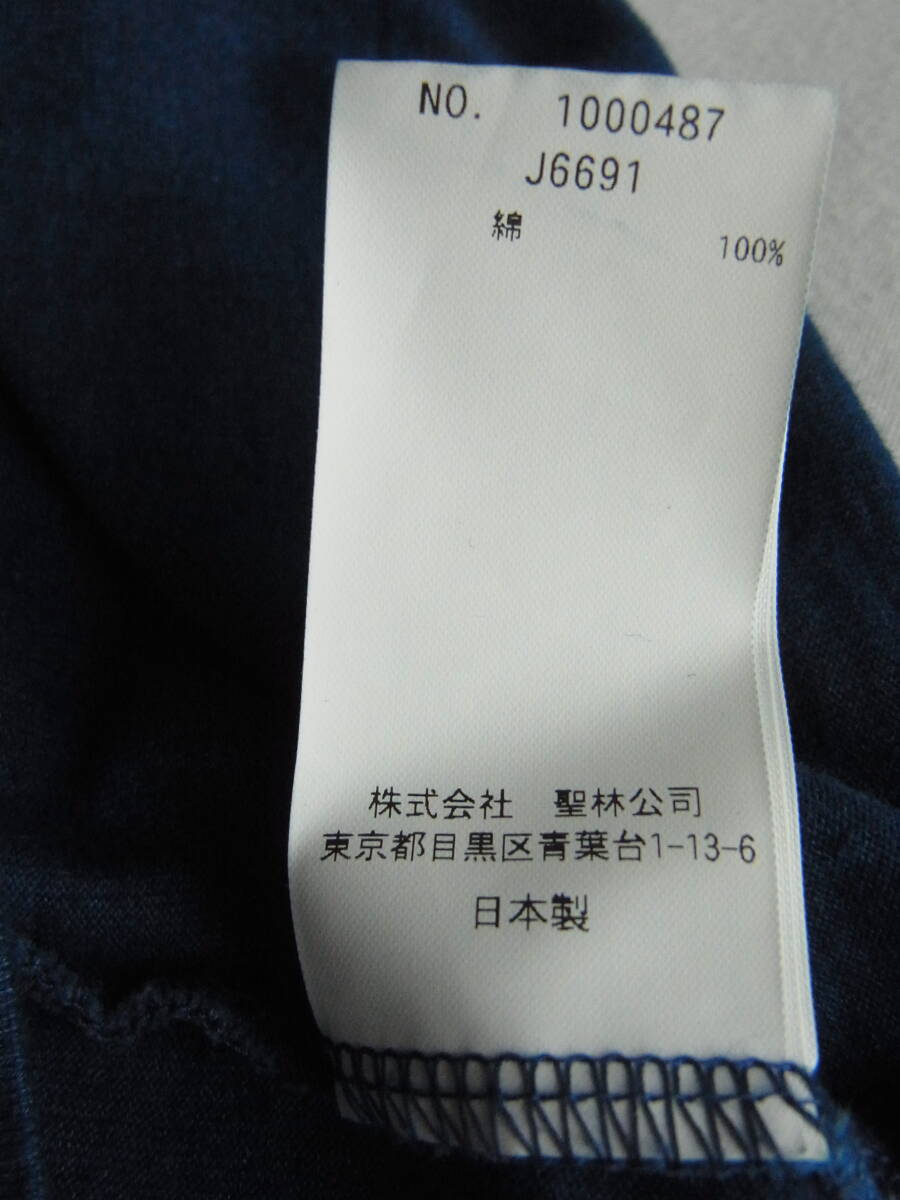 NO. 1000487
J6691
綿 100%
株式会社 聖林公司
東京都目黒区青葉台1-13-6
日本製